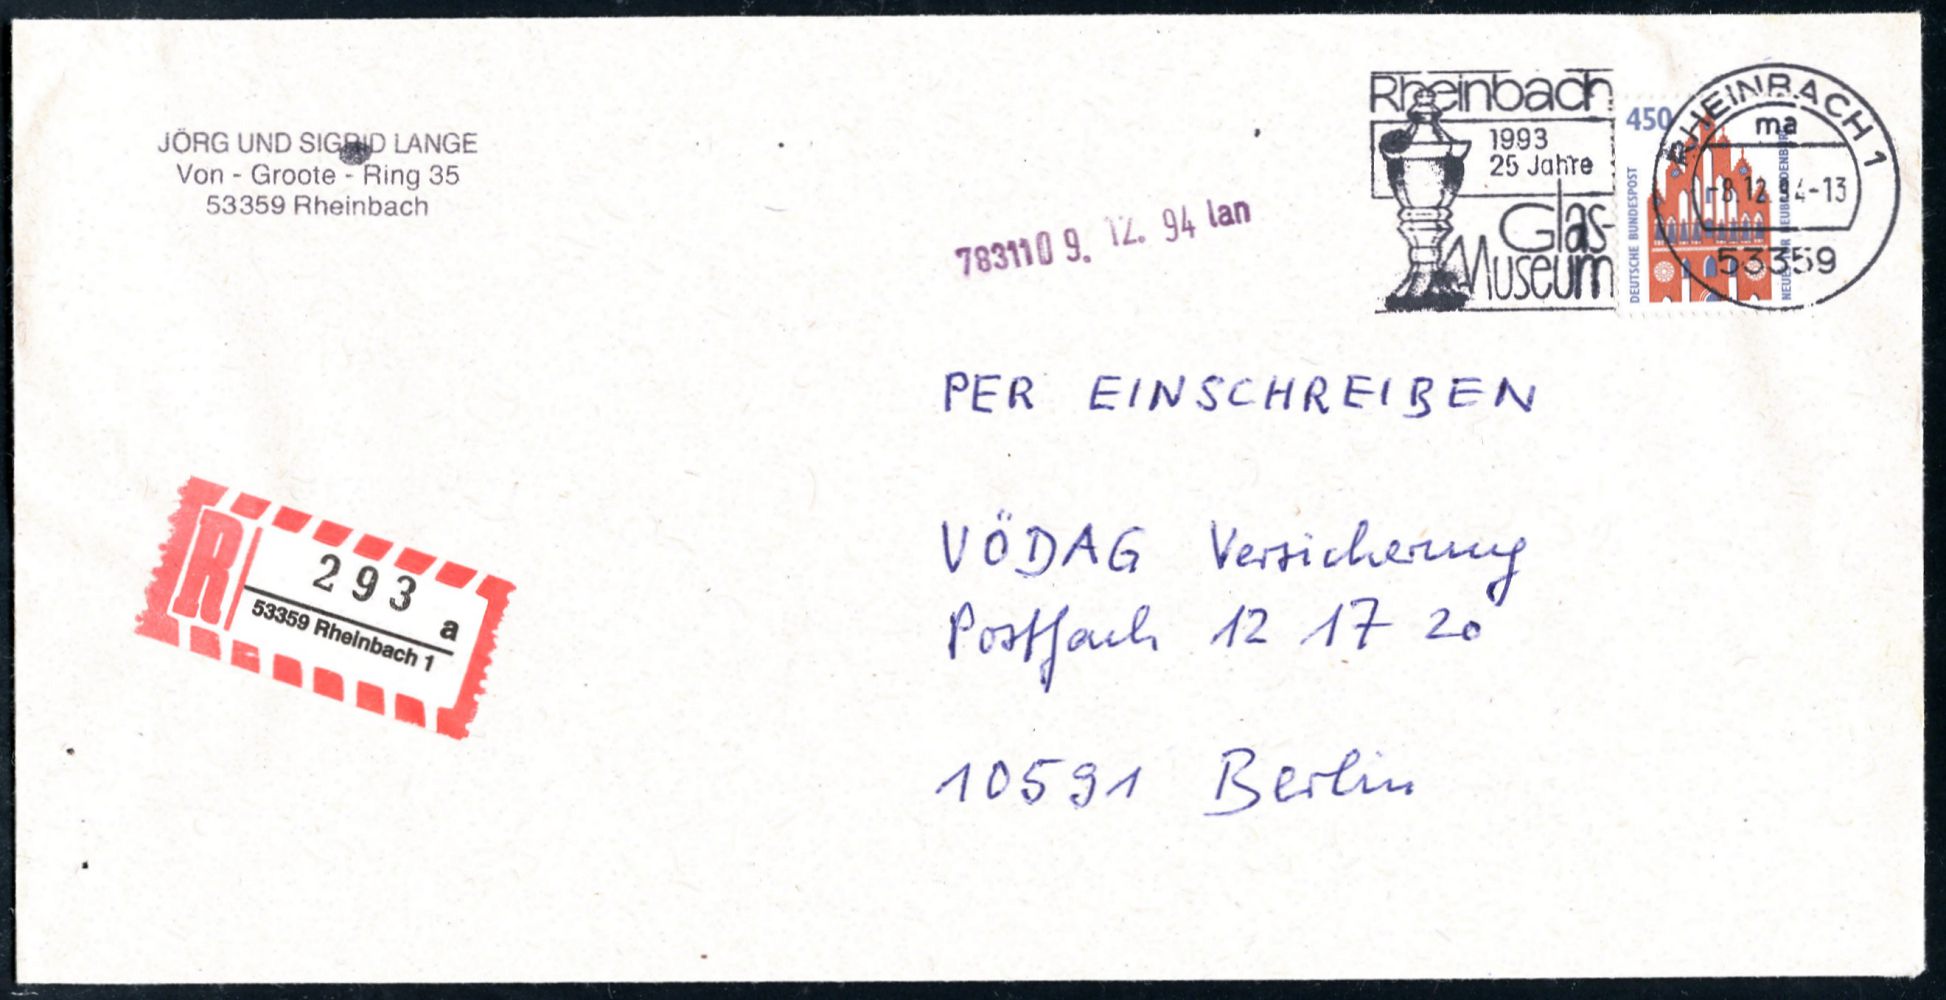 JÖRG UND SIGRID LANGE
Von - Groote - Ring 35
53359 Rheinbach
Rheinbach
1993
25 Jahre
Glas-
Museum
450
DEUTSCHE BUNDESPOST
RHEINBACH 1
ma
-8.12.94-13
53359
783110 9. 12. 94 lan
PER EINSCHREIBEN
VÖDAG Versicherung
Postfach 12 17 20
10591 Berlin
R
293
a
53359 Rheinbach 1